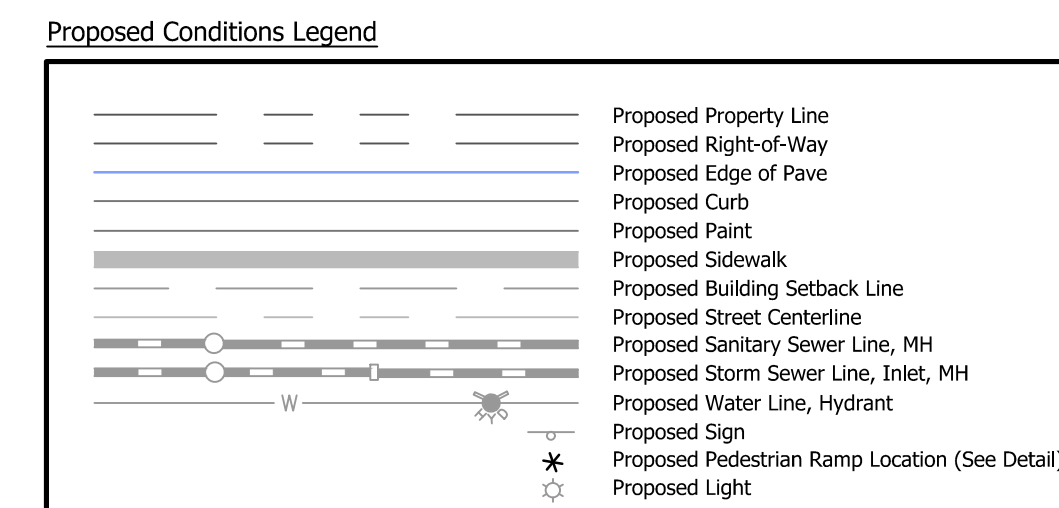 Proposed Conditions Legend
Proposed Property Line
Proposed Right-of-Way
Proposed Edge of Pave
Proposed Curb
Proposed Paint
Proposed Sidewalk
Proposed Building Setback Line
Proposed Street Centerline
Proposed Sanitary Sewer Line, MH
Proposed Storm Sewer Line, Inlet, MH
W HYD Proposed Water Line, Hydrant
Proposed Sign
Proposed Pedestrian Ramp Location (See Detail)
Proposed Light